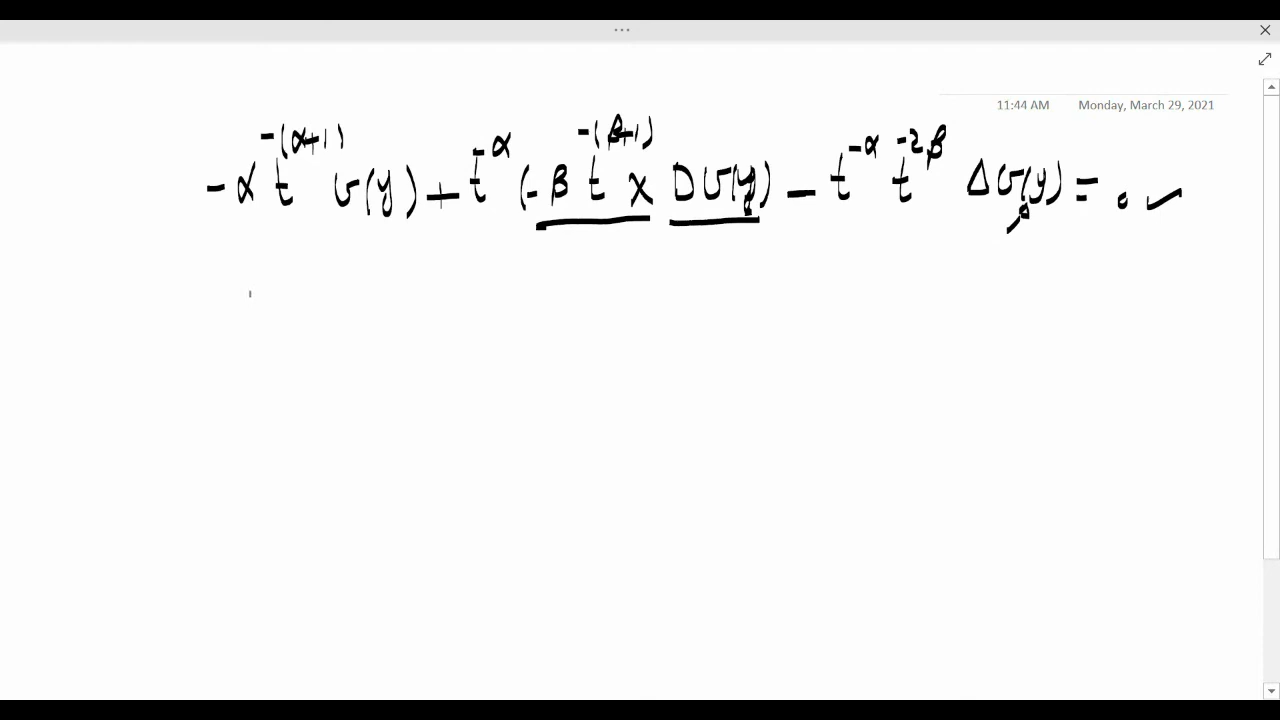 11:44 AM Monday, March 29, 2021
-α t^{-(α+1)} v(y) + t^{-α} (-β t^{-(β+1)} x Dv(y)) - t^{-α} t^{-2β} Δv(y) = 0 ✓